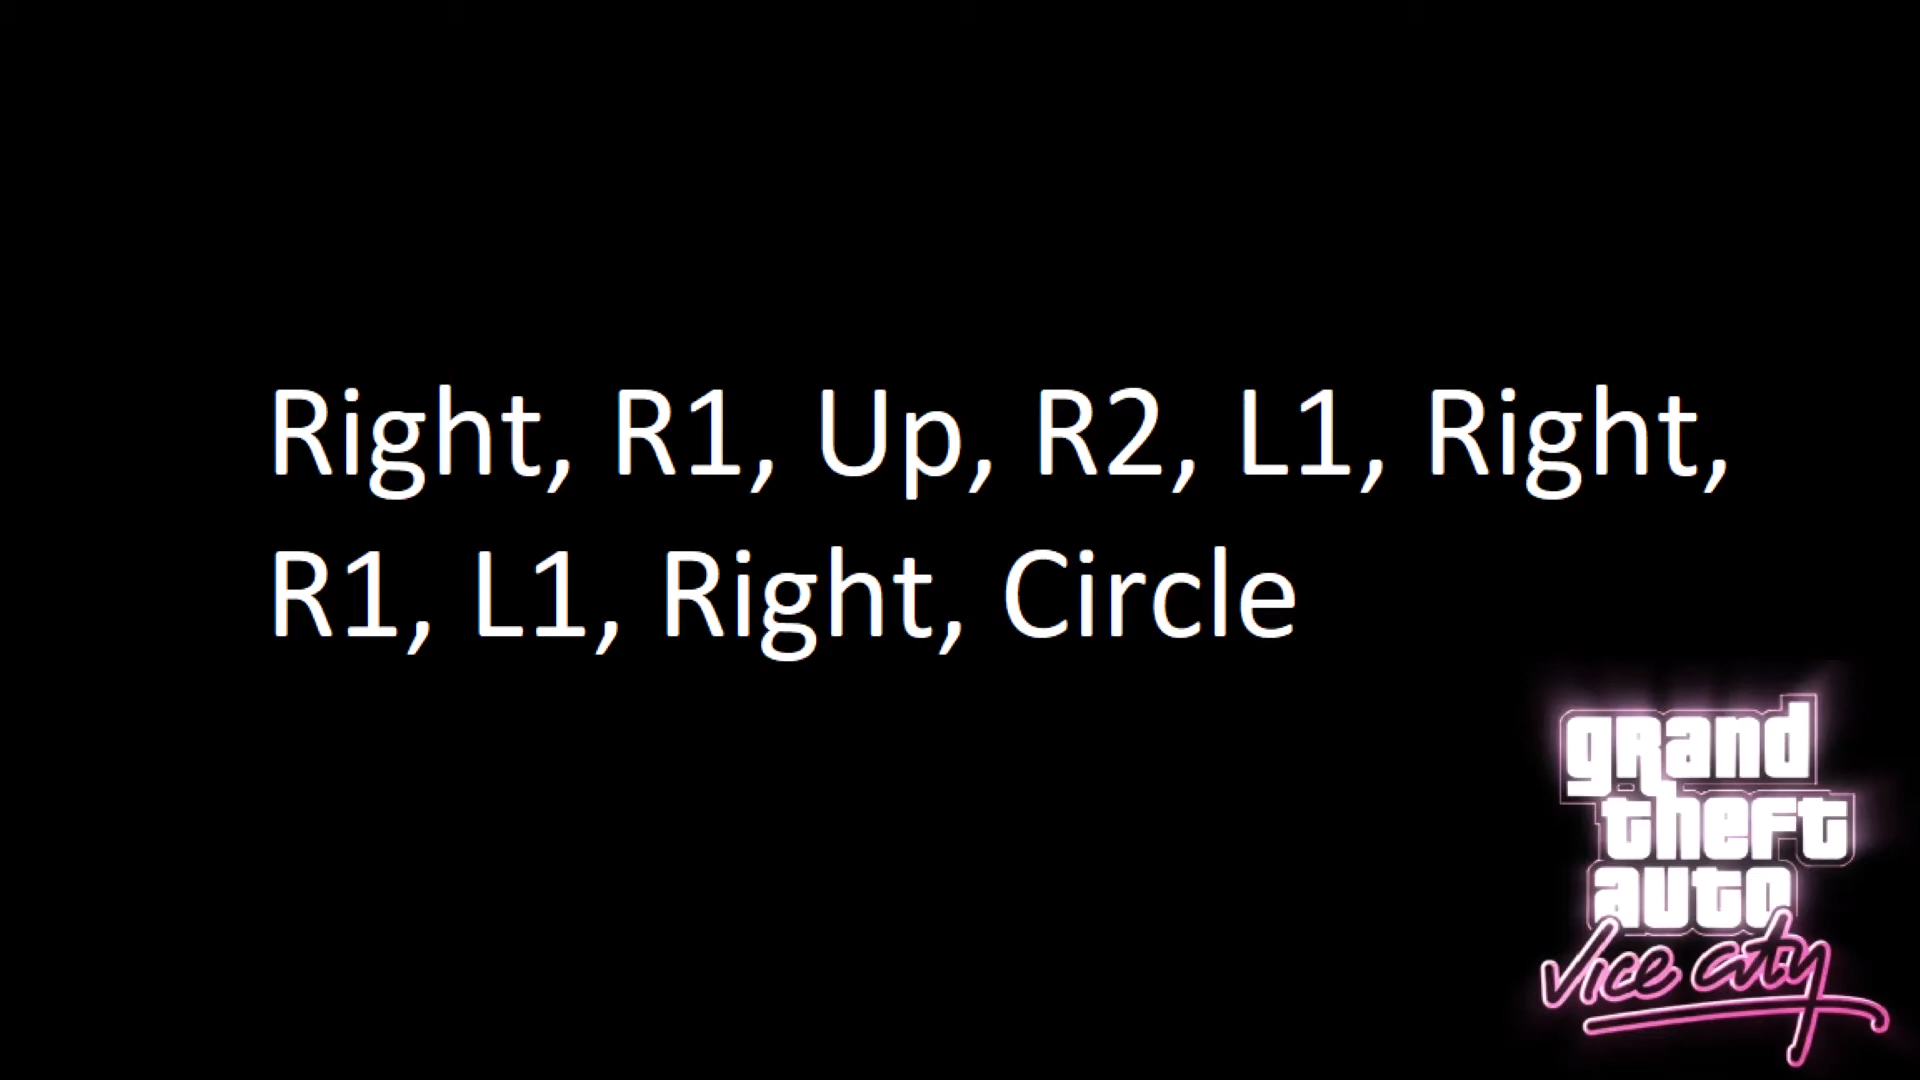 Right, R1, Up, R2, L1, Right,
R1, L1, Right, Circle
grand
theft
auto
vice city